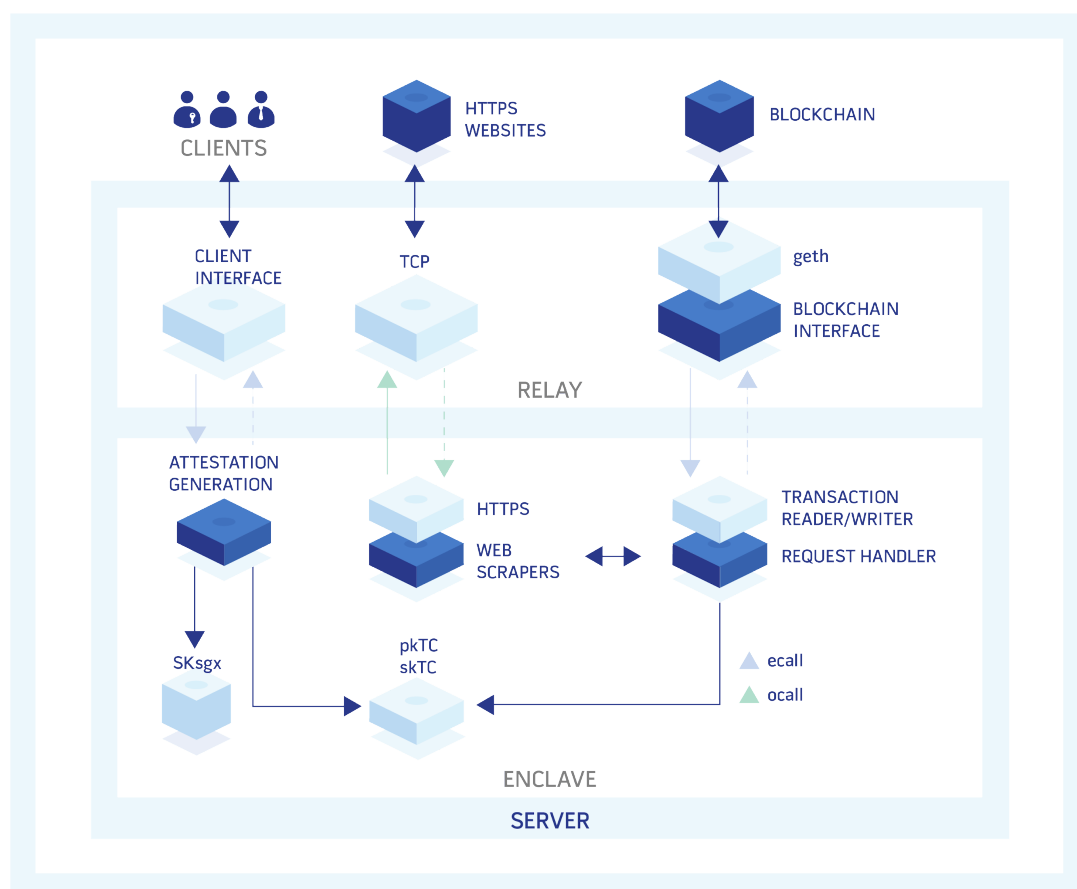 CLIENTS
HTTPS
WEBSITES
BLOCKCHAIN
CLIENT
INTERFACE
TCP
geth
BLOCKCHAIN
INTERFACE
RELAY
ATTESTATION
GENERATION
HTTPS
WEB
SCRAPERS
TRANSACTION
READER/WRITER
REQUEST HANDLER
SKsgx
pkTC
skTC
ecall
ocall
ENCLAVE
SERVER